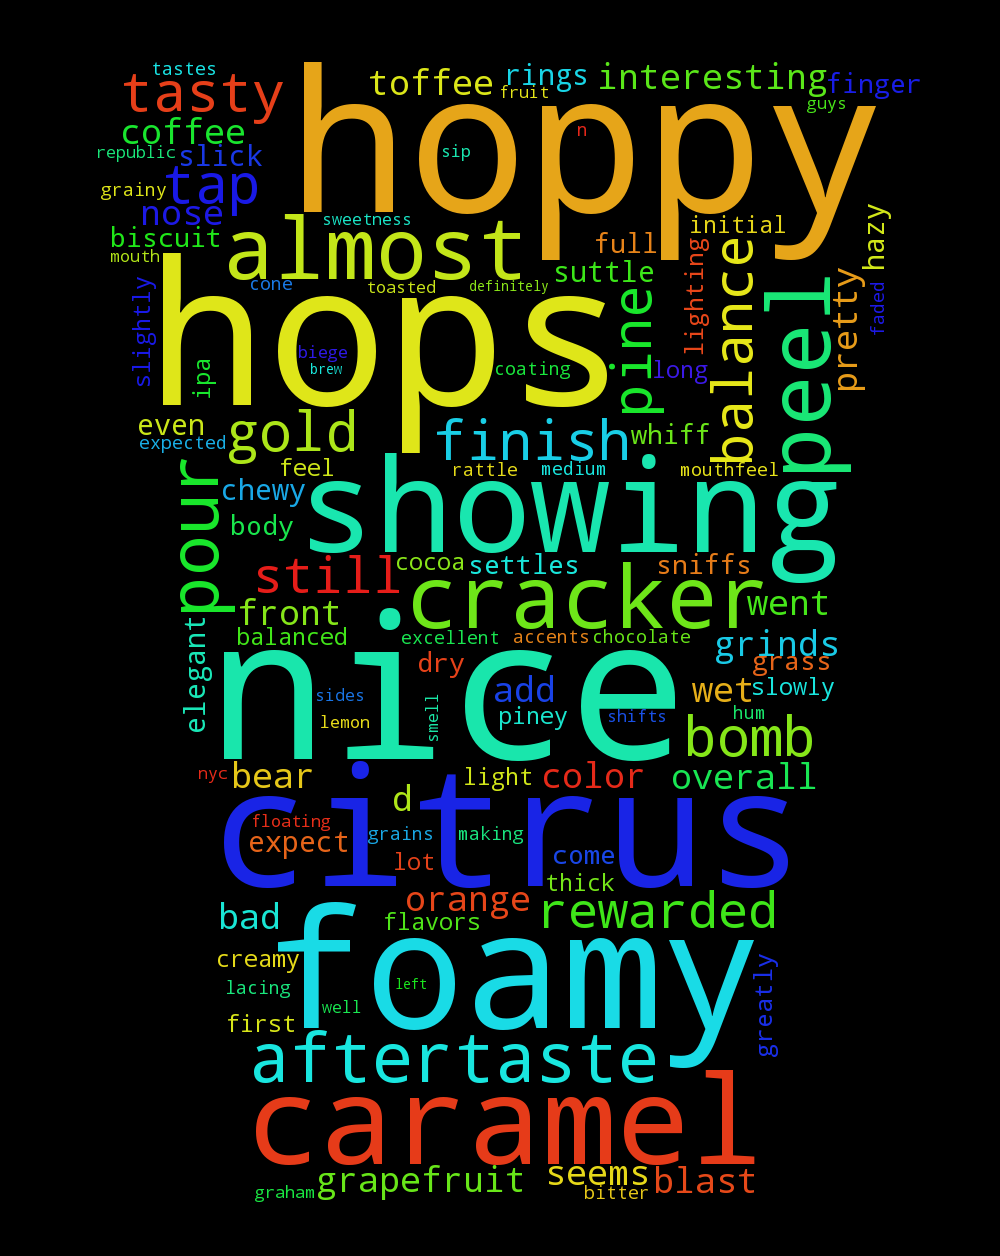 tastes
tasty
toffee
rings
fruit
interesting
finger
guys
hoppy
n
sip
coffee
republic
slick
grainy
tap
nose
biscuit
mouth
almost
sweetness
full
initial
hazy
cone
toasted
definitely
suttle
pine
lighting
balance
peel
pretty
faded
slightly
hops
ipa
biege
brew
coating
long
even
expected
gold
finish
whiff
feel
rattle
medium
mouthfeel
pour
chewy
body
showing
still
cocoa
settles
sniffs
cracker
went
front
balanced
excellent
accents
chocolate
grinds
grass
elegant
nice
dry
add
wet
slowly
sides
lemon
smell
piney
shifts
hum
bomb
nyc
bear
light
color
overall
d
citrus
floating
expect
grains
making
lot
come
thick
orange
rewarded
bad
flavors
foamy
creamy
lacing
left
well
first
greatly
aftertaste
caramel
grapefruit
graham
seems
bitter
blast